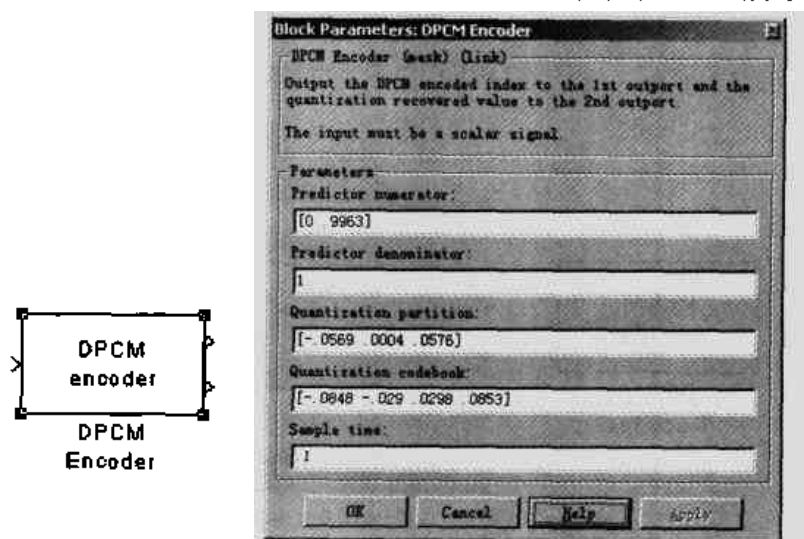 Block Parameters: DPCM Encoder
DPCM Encoder (mask) (link)
Output the DPCM encoded index to the 1st outport and the
quantization recovered value to the 2nd outport.
The input must be a scalar signal.
Parameters
Predictor numerator:
[0 9963]
Predictor denominator:
1
Quantization partition:
[-.0569 .0004 .0576]
Quantization codebook:
[-.0848 -.029 .0298 .0853]
Sample time:
1
OK Cancel Help Apply
DPCM
encoder
DPCM
Encoder